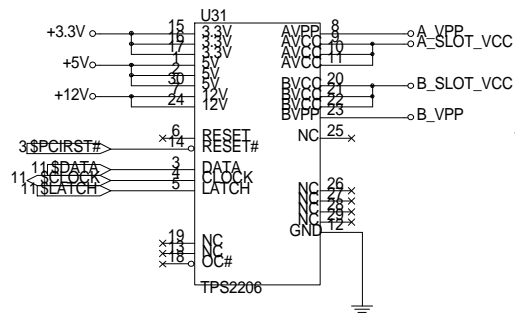 U31
+3.3V 15 3.3V AVPP 8 A_VPP
16 3.3V AVCC 9 A_SLOT_VCC
17 3.3V AVCC 10
+5V 1 5V AVCC 11
2 5V
30 5V BVCC 20 B_SLOT_VCC
+12V 7 12V BVCC 21
24 12V BVCC 22
BVPP 23 B_VPP
6 RESET NC 25
3 $PCIRST# 14 RESET#
11 $DATA 3 DATA
11 $CLOCK 4 CLOCK
11 $LATCH 5 LATCH
NC 26
NC 27
NC 28
NC 29
GND 12
19 NC
13 NC
18 OC#
TPS2206